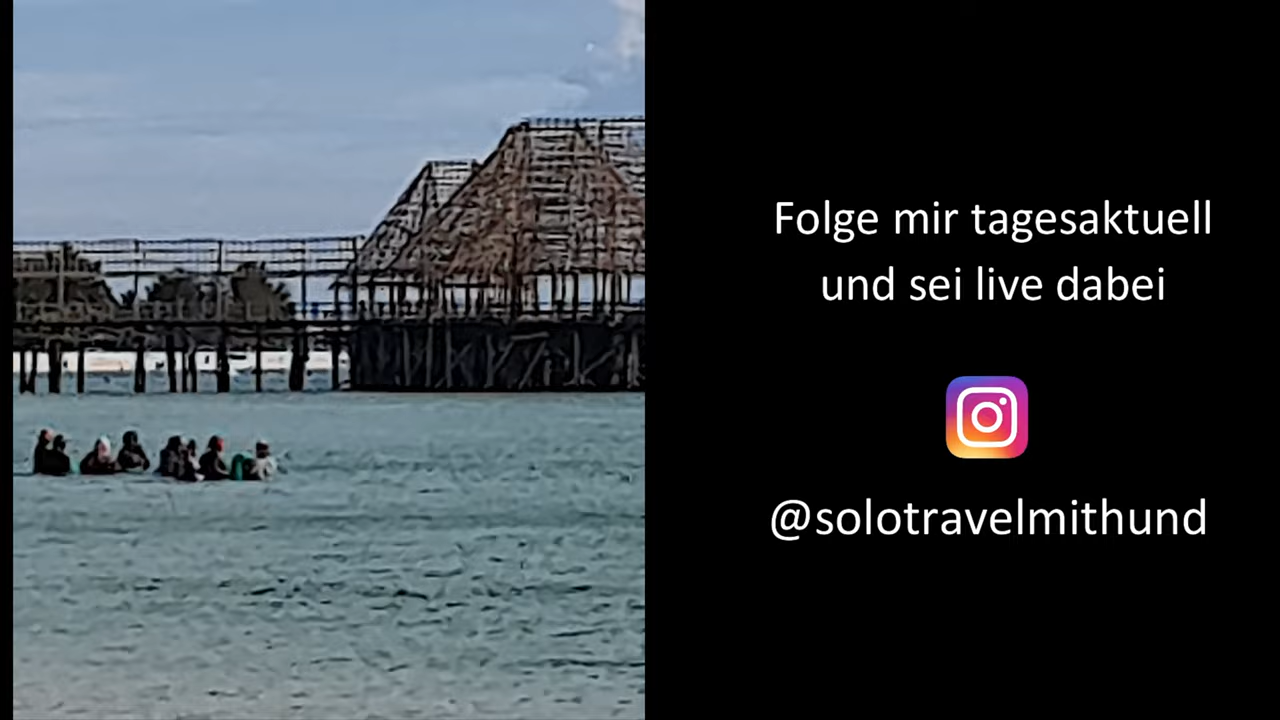 Folge mir tagesaktuell
und sei live dabei
@solotravelmithund